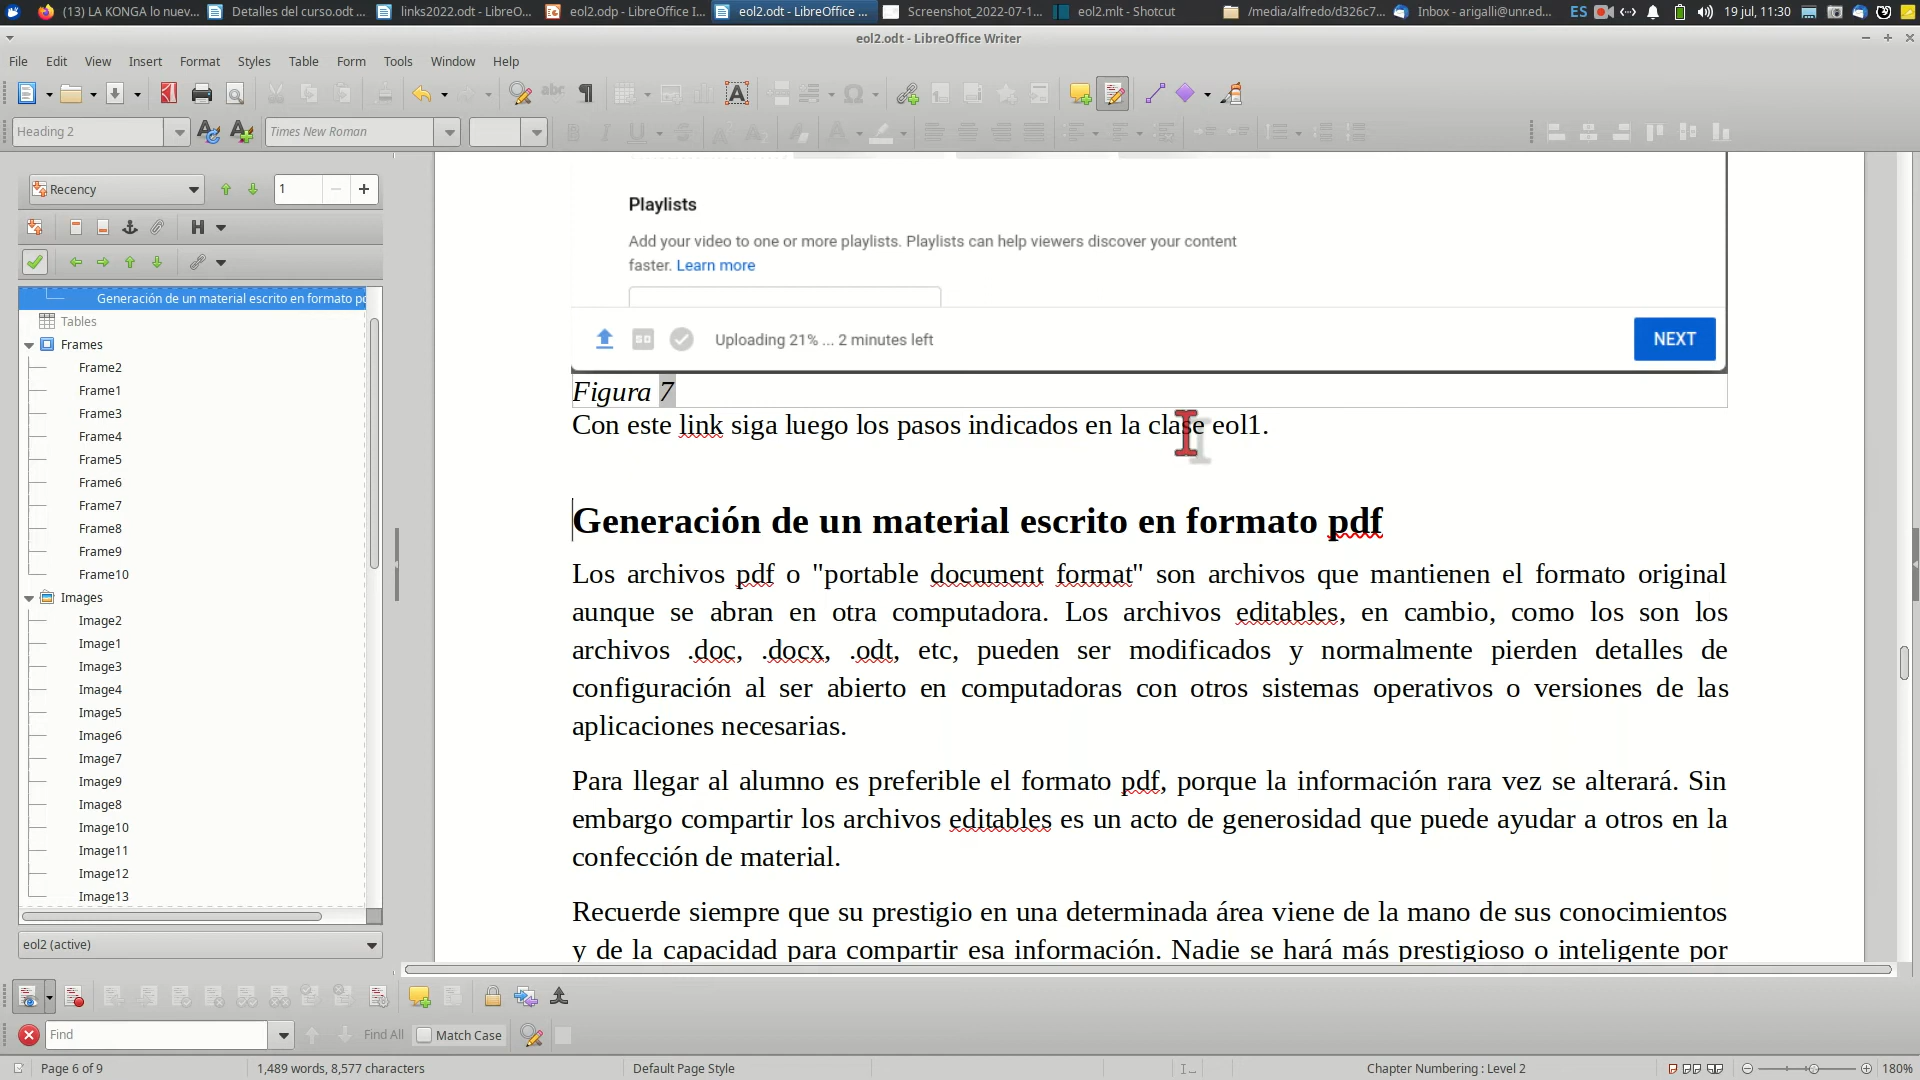 (13) LA KONGA lo nuev...
Detalles del curso.odt ...
links2022.odt - LibreO...
eol2.odp - LibreOffice I...
eol2.odt - LibreOffice ...
Screenshot_2022-07-1...
eol2.mlt - Shotcut
/media/alfredo/d326c7...
Inbox - arigalli@unr.ed...
ES
19 jul, 11:30
eol2.odt - LibreOffice Writer
File Edit View Insert Format Styles Table Form Tools Window Help
Heading 2
Times New Roman
Recency
1
Generación de un material escrito en formato pd
Tables
Frames
Frame2
Frame1
Frame3
Frame4
Frame5
Frame6
Frame7
Frame8
Frame9
Frame10
Images
Image2
Image1
Image3
Image4
Image5
Image6
Image7
Image9
Image8
Image10
Image11
Image12
Image13
eol2 (active)
Playlists
Add your video to one or more playlists. Playlists can help viewers discover your content
faster. Learn more
Uploading 21% ... 2 minutes left
NEXT
Figura 7
Con este link siga luego los pasos indicados en la clase eol1.
Generación de un material escrito en formato pdf
Los archivos pdf o "portable document format" son archivos que mantienen el formato original
aunque se abran en otra computadora. Los archivos editables, en cambio, como los son los
archivos .doc, .docx, .odt, etc, pueden ser modificados y normalmente pierden detalles de
configuración al ser abierto en computadoras con otros sistemas operativos o versiones de las
aplicaciones necesarias.
Para llegar al alumno es preferible el formato pdf, porque la información rara vez se alterará. Sin
embargo compartir los archivos editables es un acto de generosidad que puede ayudar a otros en la
confección de material.
Recuerde siempre que su prestigio en una determinada área viene de la mano de sus conocimientos
y de la capacidad para compartir esa información. Nadie se hará más prestigioso o inteligente por
Find
Find All
Match Case
Page 6 of 9
1,489 words, 8,577 characters
Default Page Style
Chapter Numbering : Level 2
180%